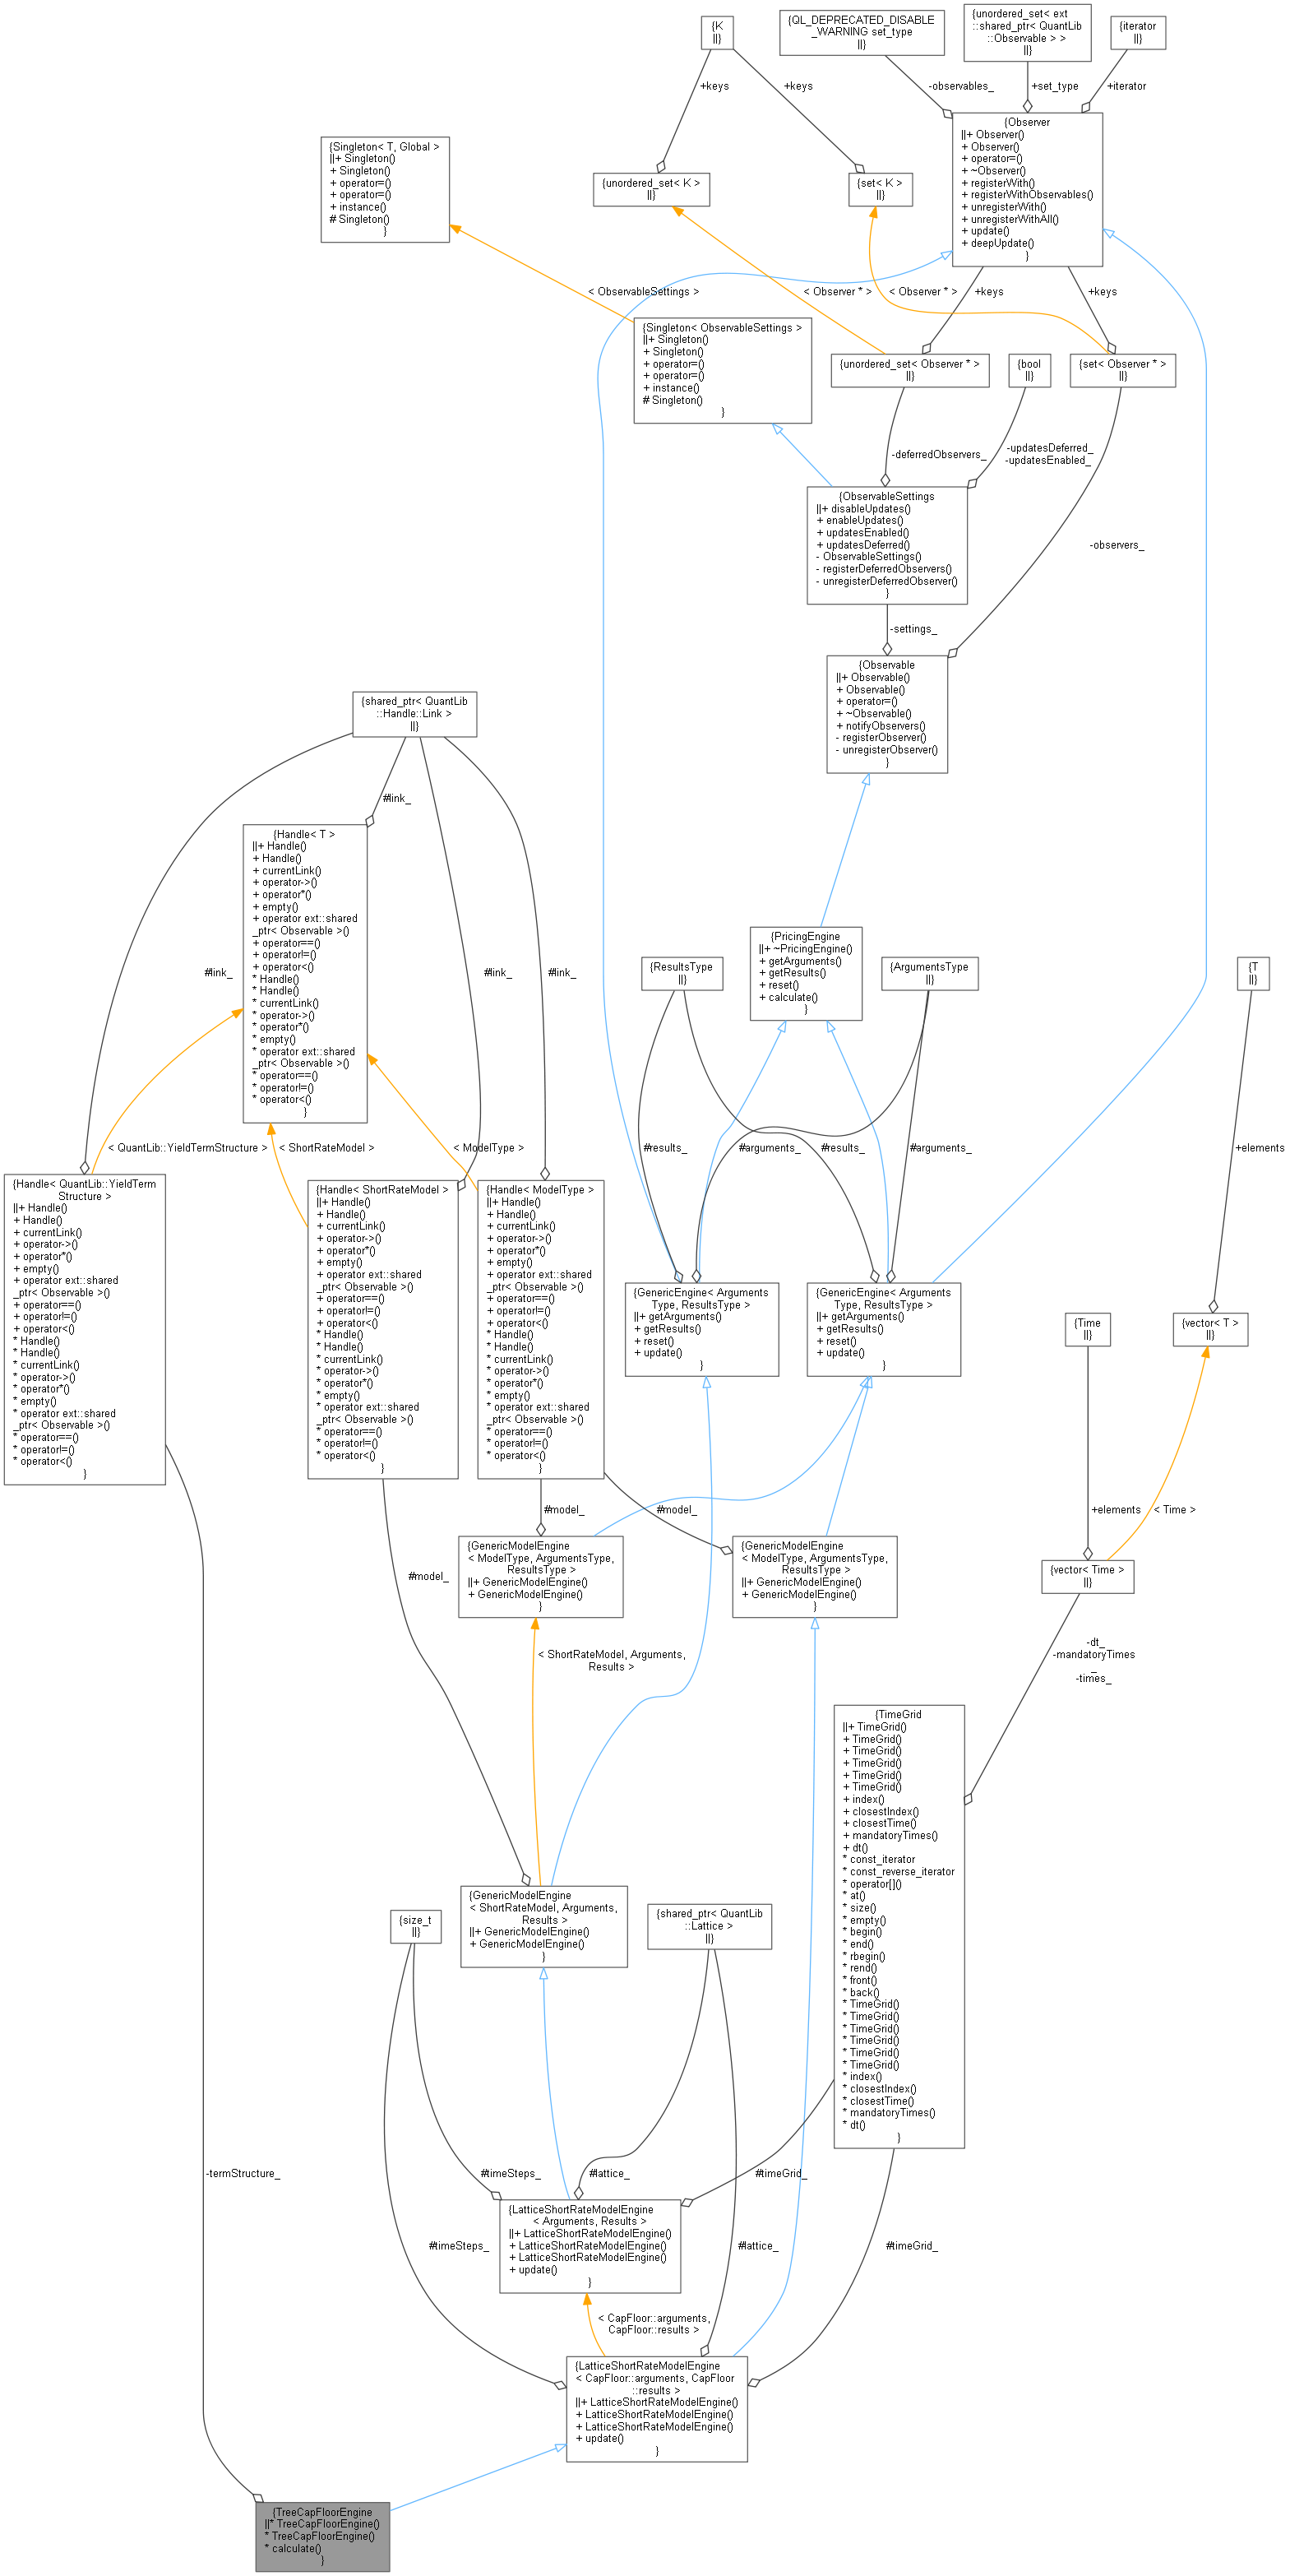 {K
||}
{QL_DEPRECATED_DISABLE
_WARNING set_type
||}
{unordered_set< ext
::shared_ptr< QuantLib
::Observable > >
||}
{iterator
||}
+keys
+keys
-observables_
+set_type
+iterator
{Singleton< T, Global >
||+ Singleton()
+ Singleton()
+ operator=()
+ operator=()
+ instance()
# Singleton()
}
{unordered_set< K >
||}
{set< K >
||}
{Observer
||+ Observer()
+ Observer()
+ operator=()
+ ~Observer()
+ registerWith()
+ registerWithObservables()
+ unregisterWith()
+ unregisterWithAll()
+ update()
+ deepUpdate()
}
< ObservableSettings >
< Observer * >
< Observer * >
+keys
+keys
{Singleton< ObservableSettings >
||+ Singleton()
+ Singleton()
+ operator=()
+ operator=()
+ instance()
# Singleton()
}
{unordered_set< Observer * >
||}
{bool
||}
{set< Observer * >
||}
-deferredObservers_
-updatesDeferred_
-updatesEnabled_
{ObservableSettings
||+ disableUpdates()
+ enableUpdates()
+ updatesEnabled()
+ updatesDeferred()
- ObservableSettings()
- registerDeferredObservers()
- unregisterDeferredObserver()
}
-observers_
-settings_
{Observable
||+ Observable()
+ Observable()
+ operator=()
+ ~Observable()
+ notifyObservers()
- registerObserver()
- unregisterObserver()
}
{shared_ptr< QuantLib
::Handle::Link >
||}
#link_
{Handle< T >
||+ Handle()
+ Handle()
+ currentLink()
+ operator->()
+ operator*()
+ empty()
+ operator ext::shared
_ptr< Observable >()
+ operator==()
+ operator!=()
+ operator<()
* Handle()
* Handle()
* currentLink()
* operator->()
* operator*()
* empty()
* operator ext::shared
_ptr< Observable >()
* operator==()
* operator!=()
* operator<()
}
#link_
#link_
#link_
{ResultsType
||}
{PricingEngine
||+ ~PricingEngine()
+ getArguments()
+ getResults()
+ reset()
+ calculate()
}
{ArgumentsType
||}
{T
||}
< QuantLib::YieldTermStructure >
< ShortRateModel >
< ModelType >
#results_
#arguments_
#results_
#arguments_
+elements
{Handle< QuantLib::YieldTerm
Structure >
||+ Handle()
+ Handle()
+ currentLink()
+ operator->()
+ operator*()
+ empty()
+ operator ext::shared
_ptr< Observable >()
+ operator==()
+ operator!=()
+ operator<()
* Handle()
* Handle()
* currentLink()
* operator->()
* operator*()
* empty()
* operator ext::shared
_ptr< Observable >()
* operator==()
* operator!=()
* operator<()
}
{Handle< ShortRateModel >
||+ Handle()
+ Handle()
+ currentLink()
+ operator->()
+ operator*()
+ empty()
+ operator ext::shared
_ptr< Observable >()
+ operator==()
+ operator!=()
+ operator<()
* Handle()
* Handle()
* currentLink()
* operator->()
* operator*()
* empty()
* operator ext::shared
_ptr< Observable >()
* operator==()
* operator!=()
* operator<()
}
{Handle< ModelType >
||+ Handle()
+ Handle()
+ currentLink()
+ operator->()
+ operator*()
+ empty()
+ operator ext::shared
_ptr< Observable >()
+ operator==()
+ operator!=()
+ operator<()
* Handle()
* Handle()
* currentLink()
* operator->()
* operator*()
* empty()
* operator ext::shared
_ptr< Observable >()
* operator==()
* operator!=()
* operator<()
}
{GenericEngine< Arguments
Type, ResultsType >
||+ getArguments()
+ getResults()
+ reset()
+ update()
}
{GenericEngine< Arguments
Type, ResultsType >
||+ getArguments()
+ getResults()
+ reset()
+ update()
}
{Time
||}
{vector< T >
||}
#model_
#model_
+elements
< Time >
#model_
{GenericModelEngine
< ModelType, ArgumentsType,
ResultsType >
||+ GenericModelEngine()
+ GenericModelEngine()
}
{GenericModelEngine
< ModelType, ArgumentsType,
ResultsType >
||+ GenericModelEngine()
+ GenericModelEngine()
}
{vector< Time >
||}
< ShortRateModel, Arguments,
Results >
-dt_
-mandatoryTimes
_
-times_
{TimeGrid
||+ TimeGrid()
+ TimeGrid()
+ TimeGrid()
+ TimeGrid()
+ TimeGrid()
+ TimeGrid()
+ index()
+ closestIndex()
+ closestTime()
+ mandatoryTimes()
+ dt()
* const_iterator
* const_reverse_iterator
* operator[]()
* at()
* size()
* empty()
* begin()
* end()
* rbegin()
* rend()
* front()
* back()
* TimeGrid()
* TimeGrid()
* TimeGrid()
* TimeGrid()
* TimeGrid()
* TimeGrid()
* index()
* closestIndex()
* closestTime()
* mandatoryTimes()
* dt()
}
{size_t
||}
{GenericModelEngine
< ShortRateModel, Arguments,
Results >
||+ GenericModelEngine()
+ GenericModelEngine()
}
{shared_ptr< QuantLib
::Lattice >
||}
-termStructure_
#timeSteps_
#lattice_
#timeGrid_
{LatticeShortRateModelEngine
< Arguments, Results >
||+ LatticeShortRateModelEngine()
+ LatticeShortRateModelEngine()
+ LatticeShortRateModelEngine()
+ update()
}
#timeSteps_
#lattice_
#timeGrid_
< CapFloor::arguments,
CapFloor::results >
{LatticeShortRateModelEngine
< CapFloor::arguments, CapFloor
::results >
||+ LatticeShortRateModelEngine()
+ LatticeShortRateModelEngine()
+ LatticeShortRateModelEngine()
+ update()
}
{TreeCapFloorEngine
||* TreeCapFloorEngine()
* TreeCapFloorEngine()
* calculate()
}